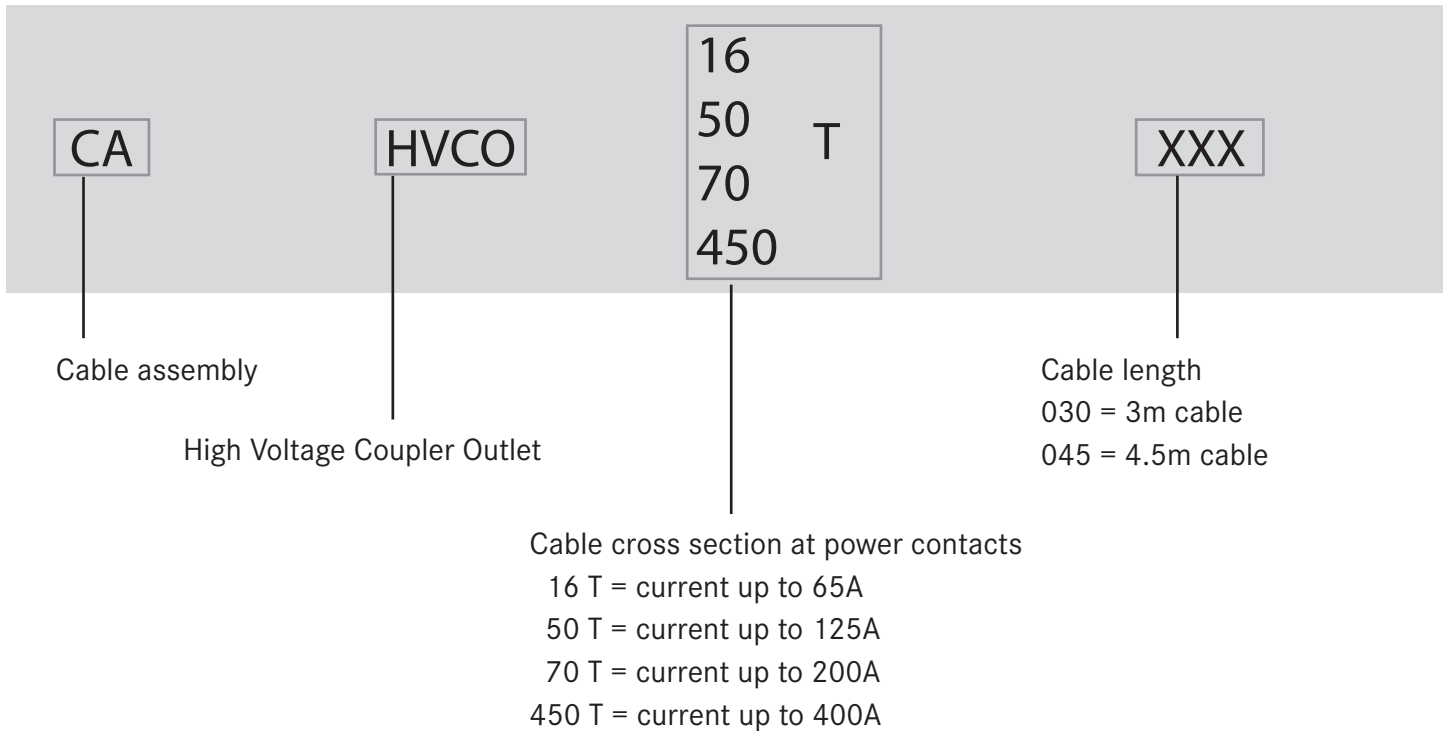 CA HVCO 16 50 70 450 T XXX
Cable assembly
High Voltage Coupler Outlet
Cable cross section at power contacts
16 T = current up to 65A
50 T = current up to 125A
70 T = current up to 200A
450 T = current up to 400A
Cable length
030 = 3m cable
045 = 4.5m cable